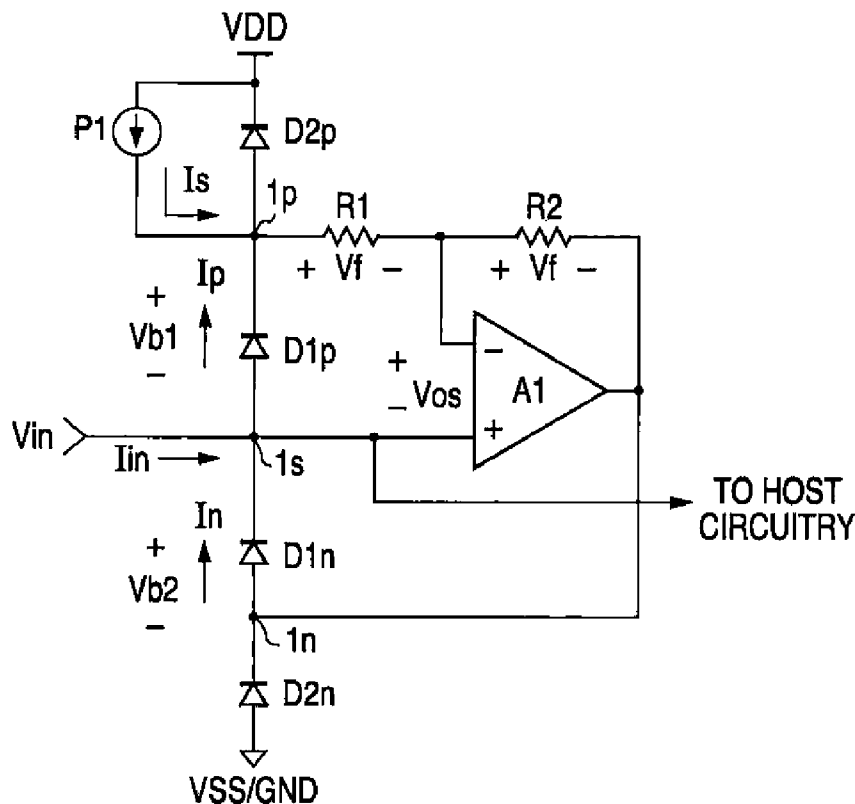 VDD
P1
D2p
Is
1p
R1
R2
+ Vf -
+ Vf -
Ip
+
Vb1
-
D1p
+
-
Vos
-
A1
+
Vin
Iin
1s
TO HOST
CIRCUITRY
In
+
Vb2
-
D1n
1n
D2n
VSS/GND